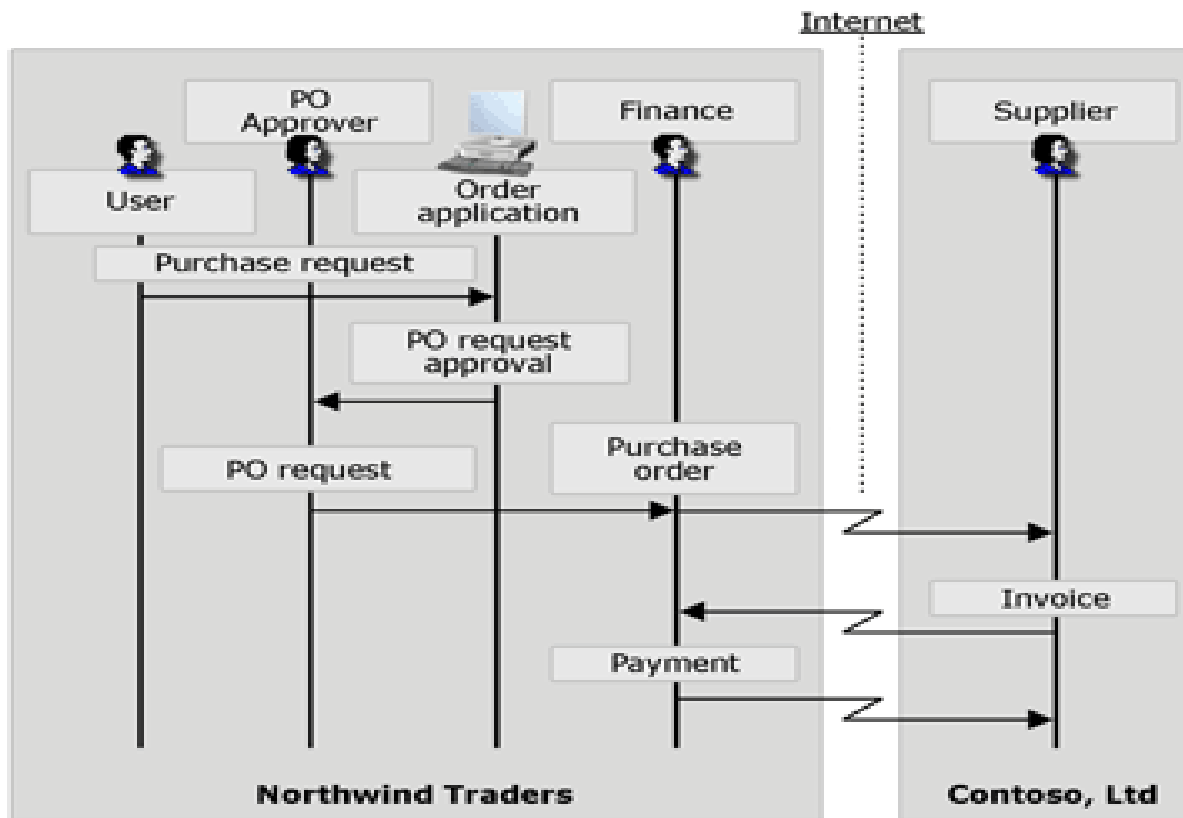 Internet
PO
Approver
Finance
Supplier
User
Order
application
Purchase request
PO request
approval
Purchase
order
PO request
Invoice
Payment
Northwind Traders
Contoso, Ltd